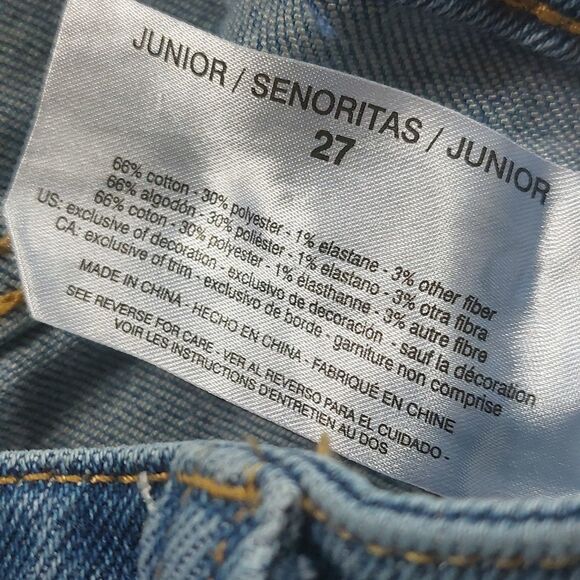 JUNIOR / SENORITAS / JUNIOR
27
66% cotton - 30% polyester - 1% elastane - 3% other fiber
66% algodón - 30% poliéster - 1% elastano - 3% otra fibra
66% coton - 30% polyester - 1% élasthanne - 3% autre fibre
US: exclusive of decoration - exclusivo de decoración - sauf la décoration
CA: exclusive of trim - exclusivo de borde - garniture non comprise
MADE IN CHINA - HECHO EN CHINA - FABRIQUÉ EN CHINE
SEE REVERSE FOR CARE - VER AL REVERSO PARA EL CUIDADO -
VOIR LES INSTRUCTIONS D'ENTRETIEN AU DOS